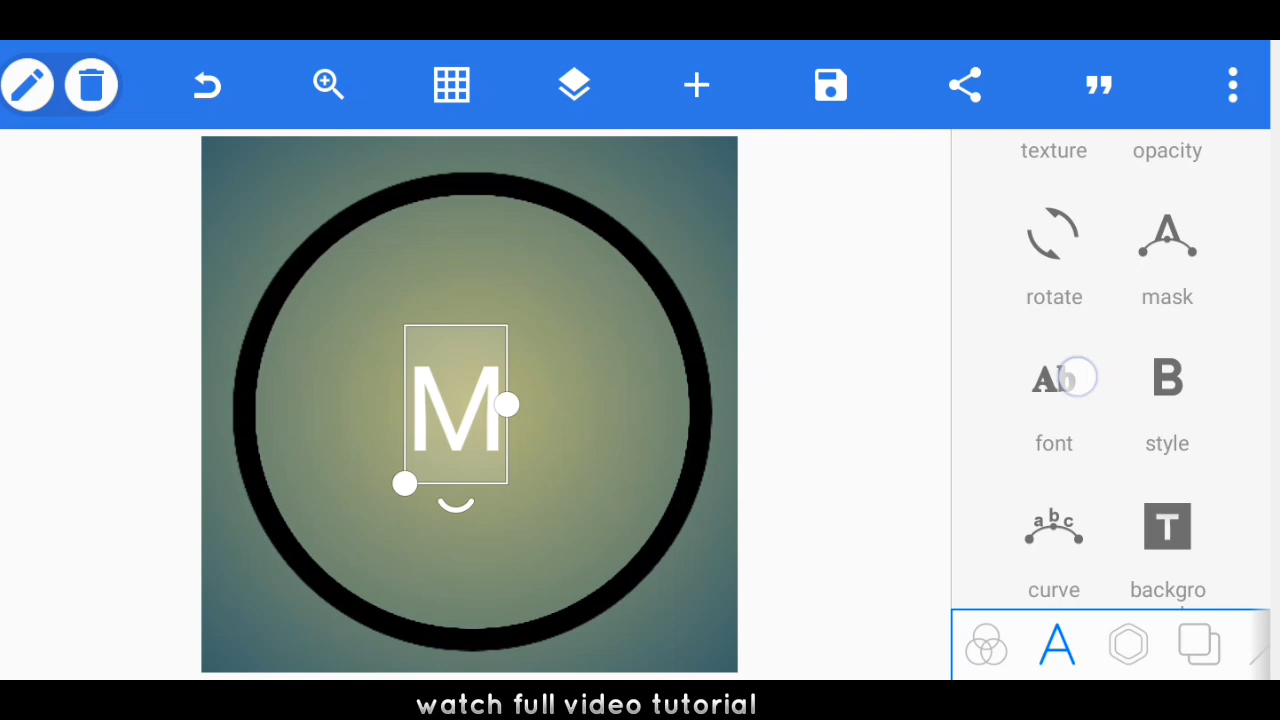 texture opacity
M
rotate mask
Ab B
font style
abc T
curve backgro
A
watch full video tutorial